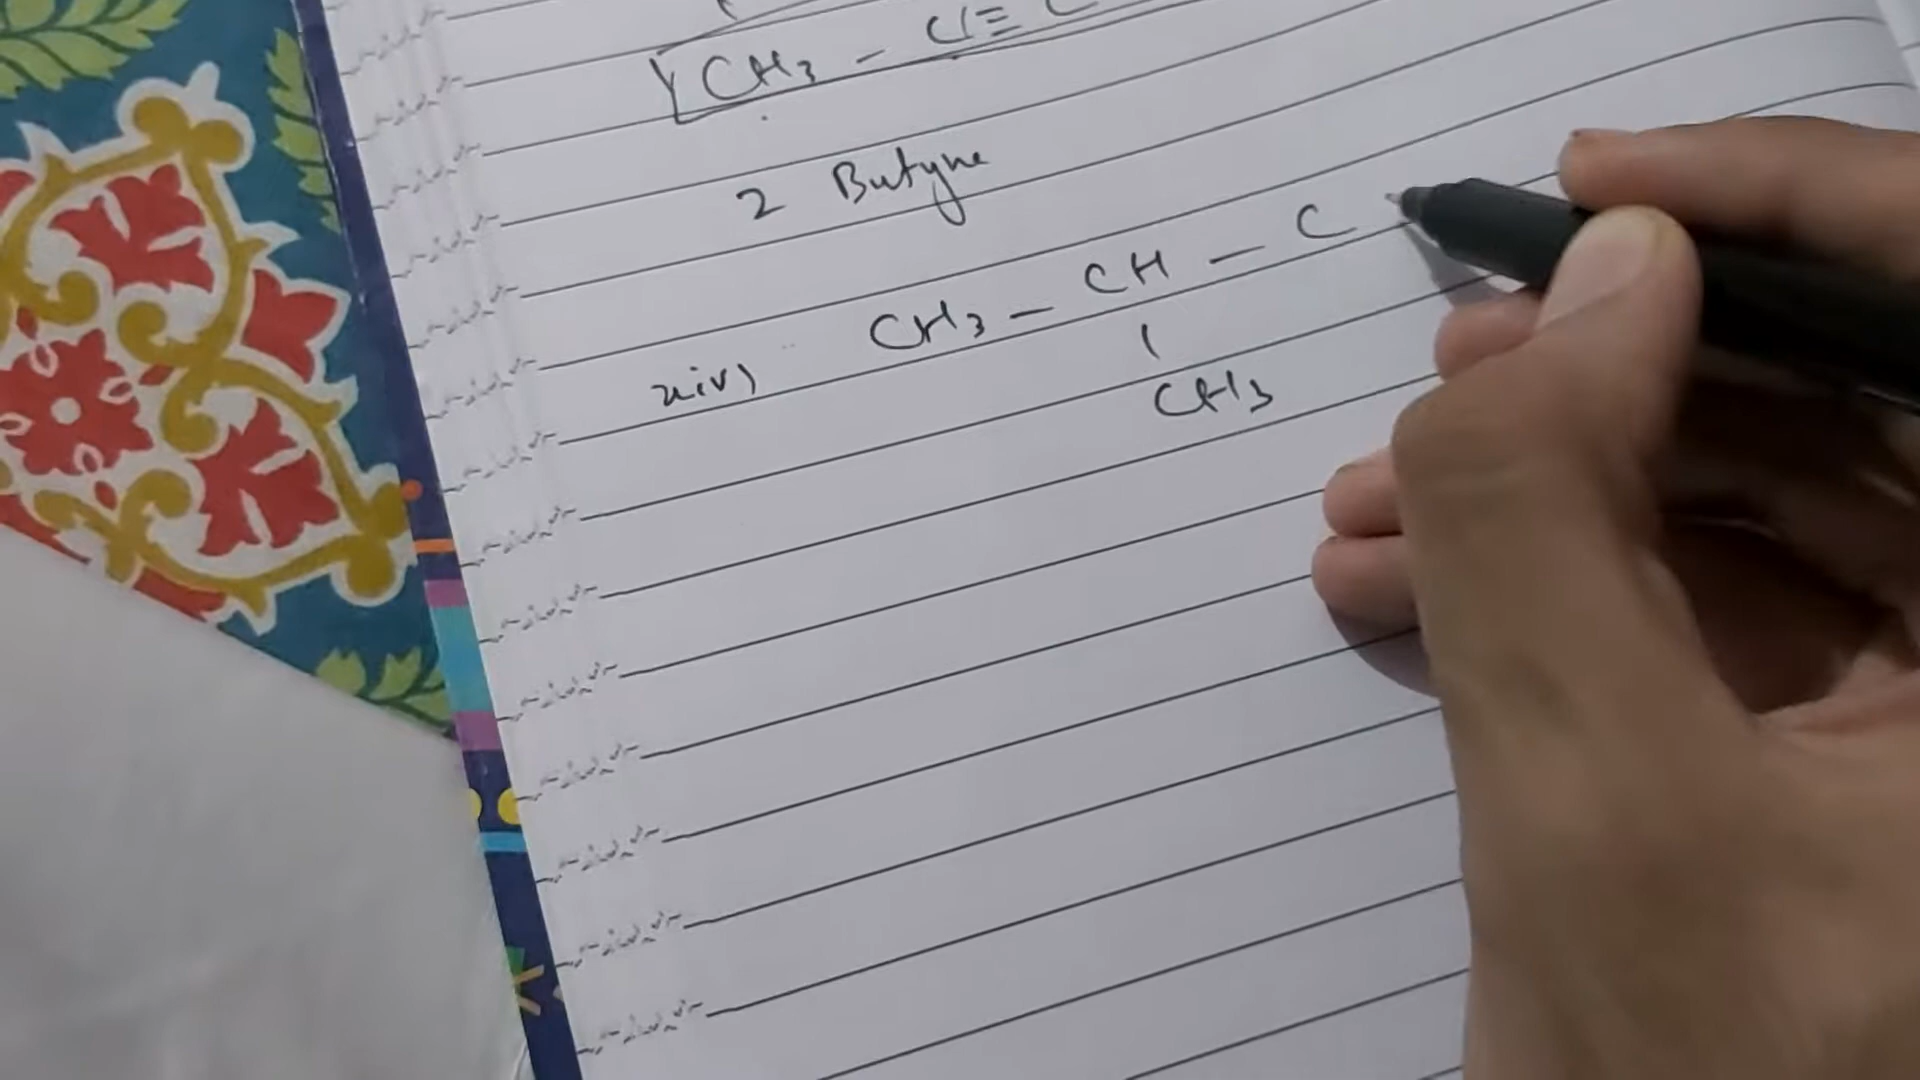 CH3 - C≡C
2 Butyne
xiv) CH3 - CH - C
|
CH3